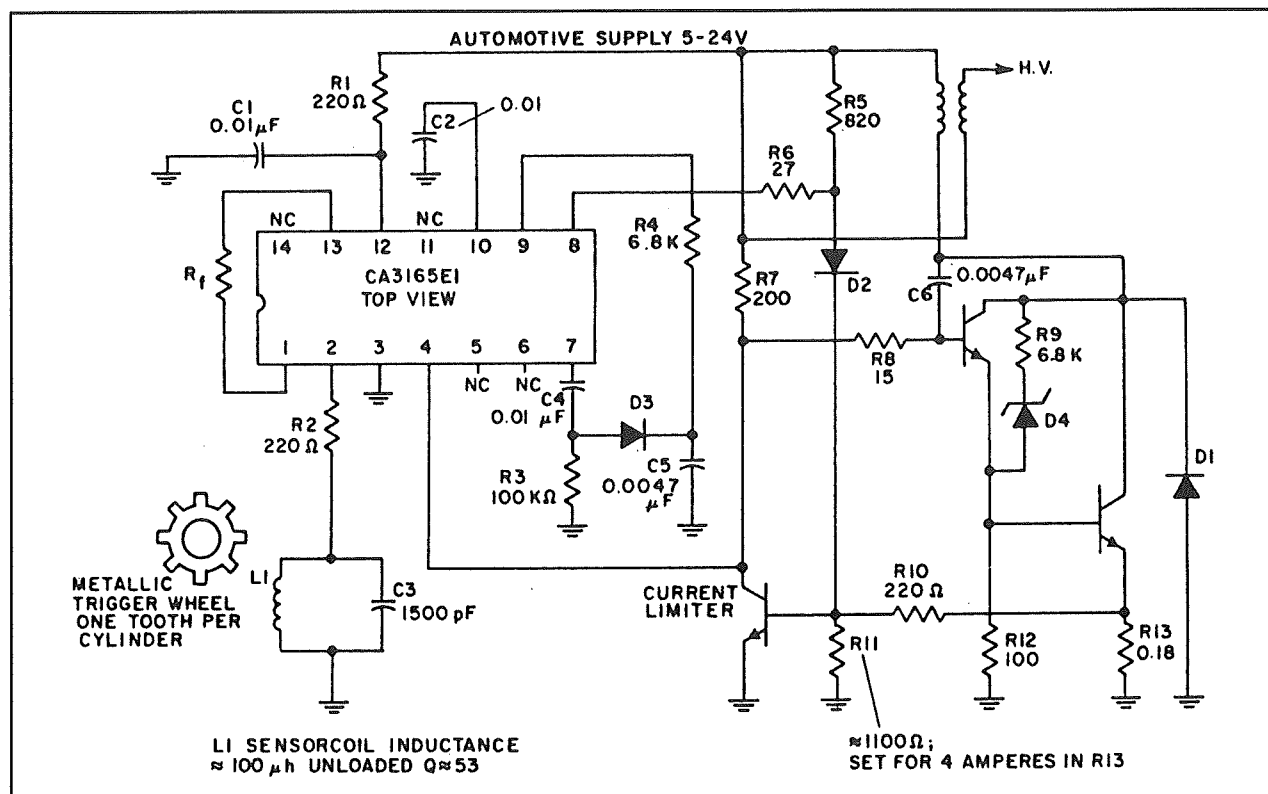 AUTOMOTIVE SUPPLY 5-24V
H.V.
R1
220Ω
C1
0.01µF
C2
0.01
R5
820
R6
27
R4
6.8K
NC
NC
14 13 12 11 10 9 8
CA3165E1
TOP VIEW
Rf
1 2 3 4 5 6 7
NC
NC
R7
200
D2
0.0047µF
C6
R8
15
R9
6.8K
D4
D1
C4
0.01 µF
D3
R2
220Ω
R3
100KΩ
C5
0.0047
µF
METALLIC
TRIGGER WHEEL
ONE TOOTH PER
CYLINDER
L1
C3
1500pF
CURRENT
LIMITER
R10
220Ω
R11
R12
100
R13
0.18
L1 SENSORCOIL INDUCTANCE
≈100µh UNLOADED Q≈53
≈1100Ω;
SET FOR 4 AMPERES IN R13